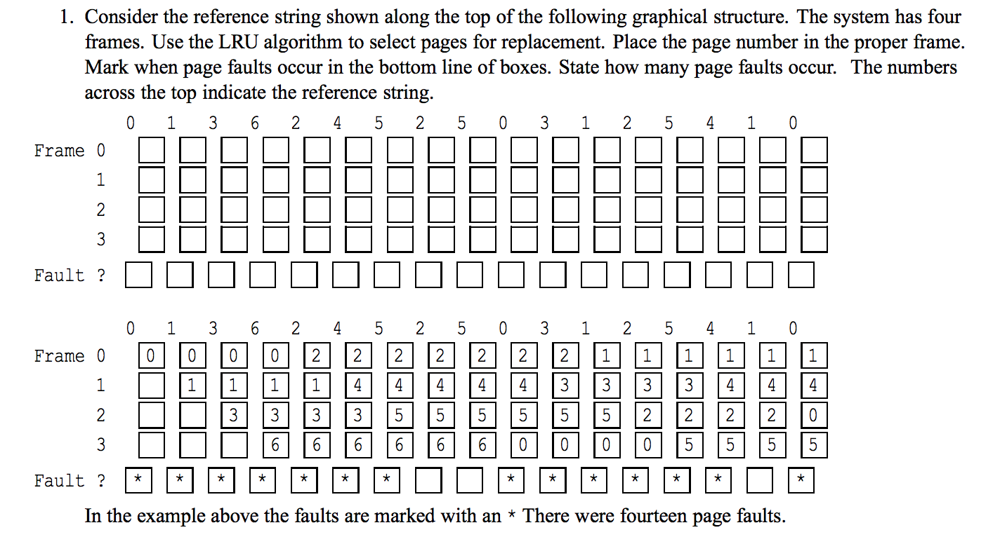 1. Consider the reference string shown along the top of the following graphical structure. The system has four
frames. Use the LRU algorithm to select pages for replacement. Place the page number in the proper frame.
Mark when page faults occur in the bottom line of boxes. State how many page faults occur. The numbers
across the top indicate the reference string.
0 1 3 6 2 4 5 2 5 0 3 1 2 5 4 1 0
Frame 0
1
2
3
Fault ?
0 1 3 6 2 4 5 2 5 0 3 1 2 5 4 1 0
Frame 0 0 0 0 0 2 2 2 2 2 2 2 1 1 1 1 1 1
1 1 1 1 1 4 4 4 4 4 3 3 3 3 4 4 4
2 3 3 3 3 5 5 5 5 5 5 2 2 2 2 0
3 6 6 6 6 6 6 0 0 0 0 5 5 5 5
Fault ? * * * * * * * * * * * * * *
In the example above the faults are marked with an * There were fourteen page faults.